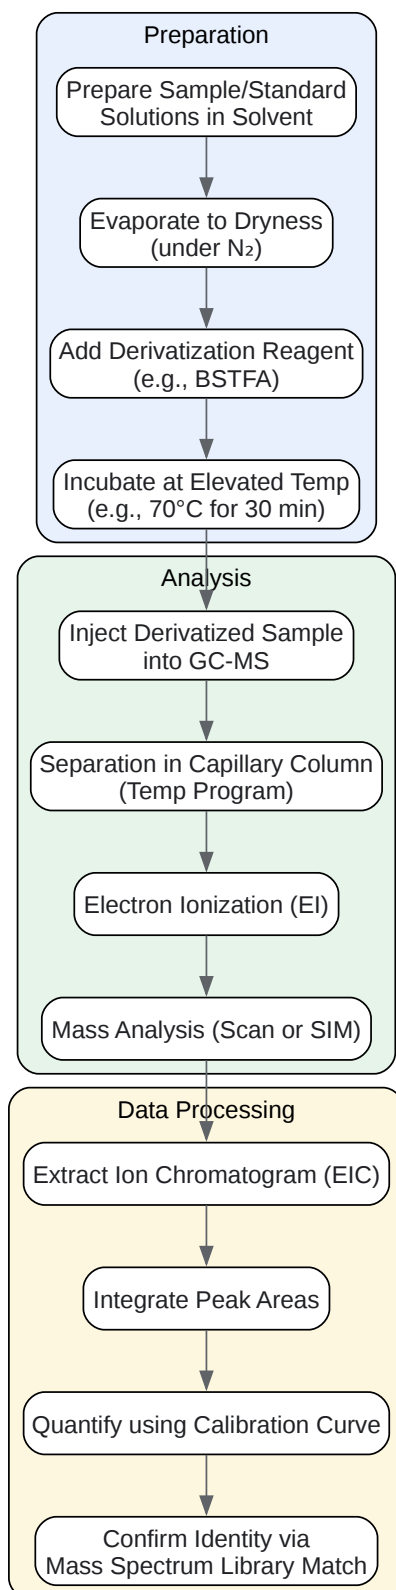 Preparation
Prepare Sample/Standard
Solutions in Solvent
Evaporate to Dryness
(under N₂)
Add Derivatization Reagent
(e.g., BSTFA)
Incubate at Elevated Temp
(e.g., 70°C for 30 min)
Analysis
Inject Derivatized Sample
into GC-MS
Separation in Capillary Column
(Temp Program)
Electron Ionization (EI)
Mass Analysis (Scan or SIM)
Data Processing
Extract Ion Chromatogram (EIC)
Integrate Peak Areas
Quantify using Calibration Curve
Confirm Identity via
Mass Spectrum Library Match